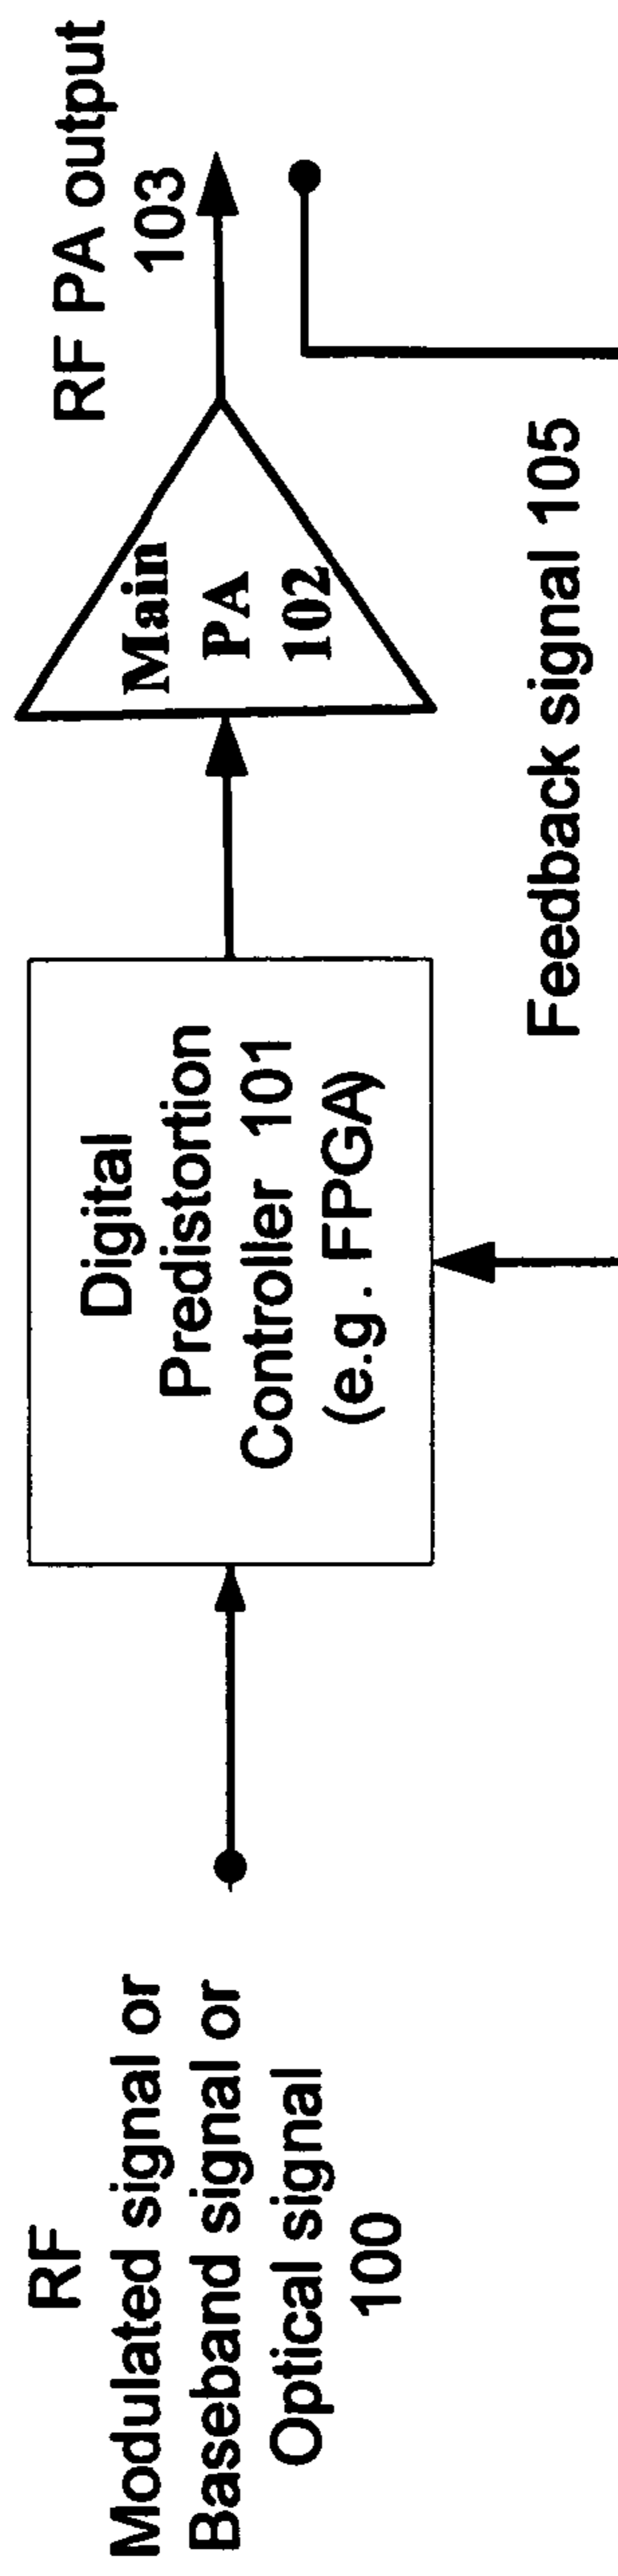 RF
Modulated signal or
Baseband signal or
Optical signal
100
Digital
Predistortion
Controller 101
(e.g. FPGA)
Main
PA
102
RF PA output
103
Feedback signal 105